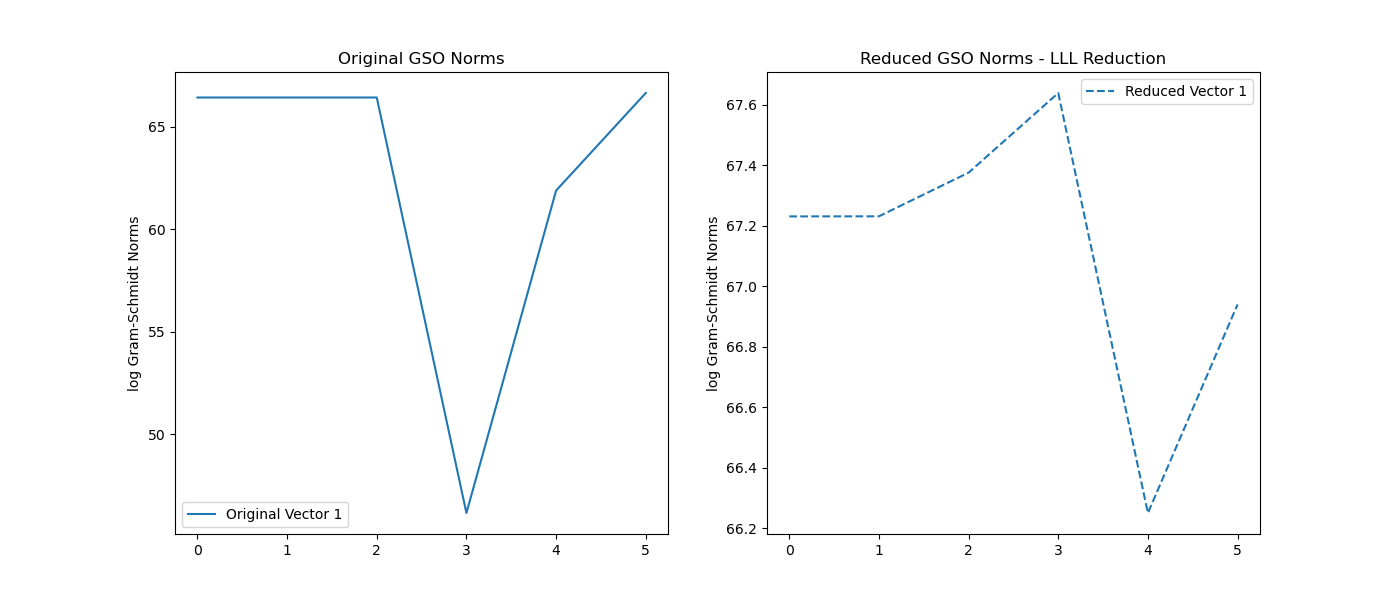 Original GSO Norms
log Gram-Schmidt Norms
65
60
55
50
0 1 2 3 4 5
Original Vector 1
Reduced GSO Norms - LLL Reduction
log Gram-Schmidt Norms
67.6
67.4
67.2
67.0
66.8
66.6
66.4
66.2
0 1 2 3 4 5
Reduced Vector 1